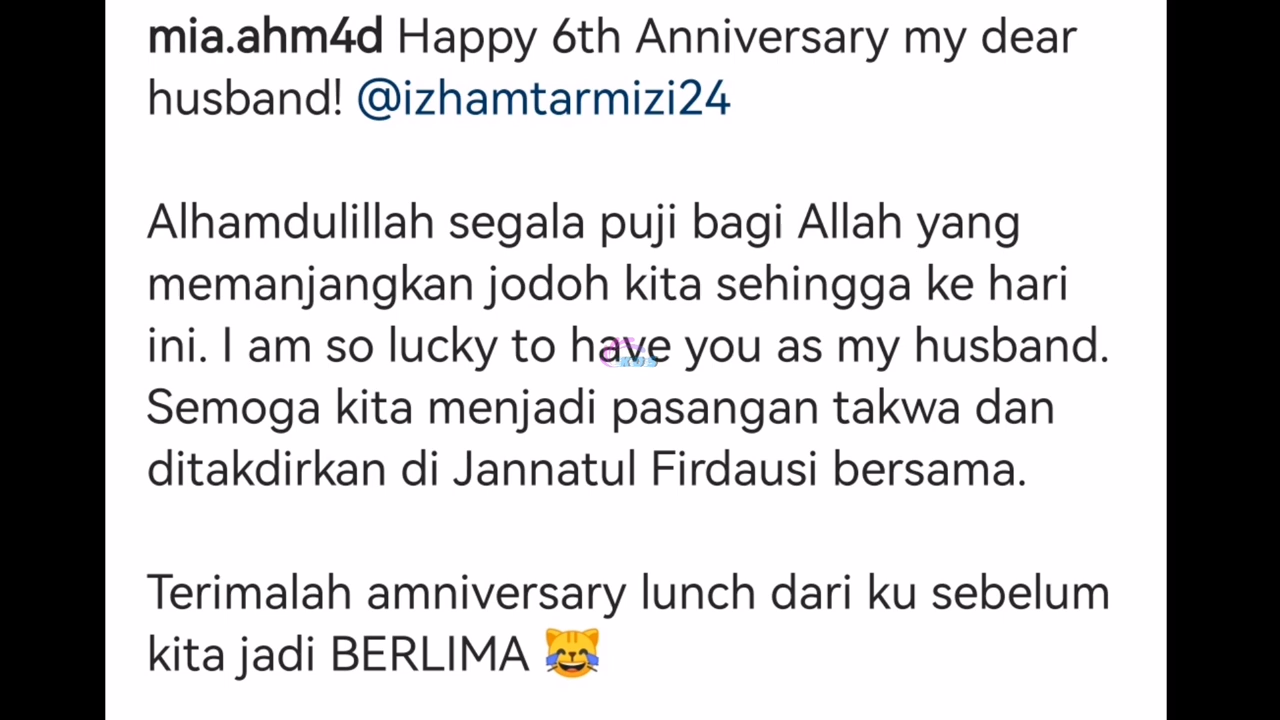 mia.ahm4d Happy 6th Anniversary my dear
husband! @izhamtarmizi24
Alhamdulillah segala puji bagi Allah yang
memanjangkan jodoh kita sehingga ke hari
ini. I am so lucky to have you as my husband.
Semoga kita menjadi pasangan takwa dan
ditakdirkan di Jannatul Firdausi bersama.
Terimalah amniversary lunch dari ku sebelum
kita jadi BERLIMA 😹